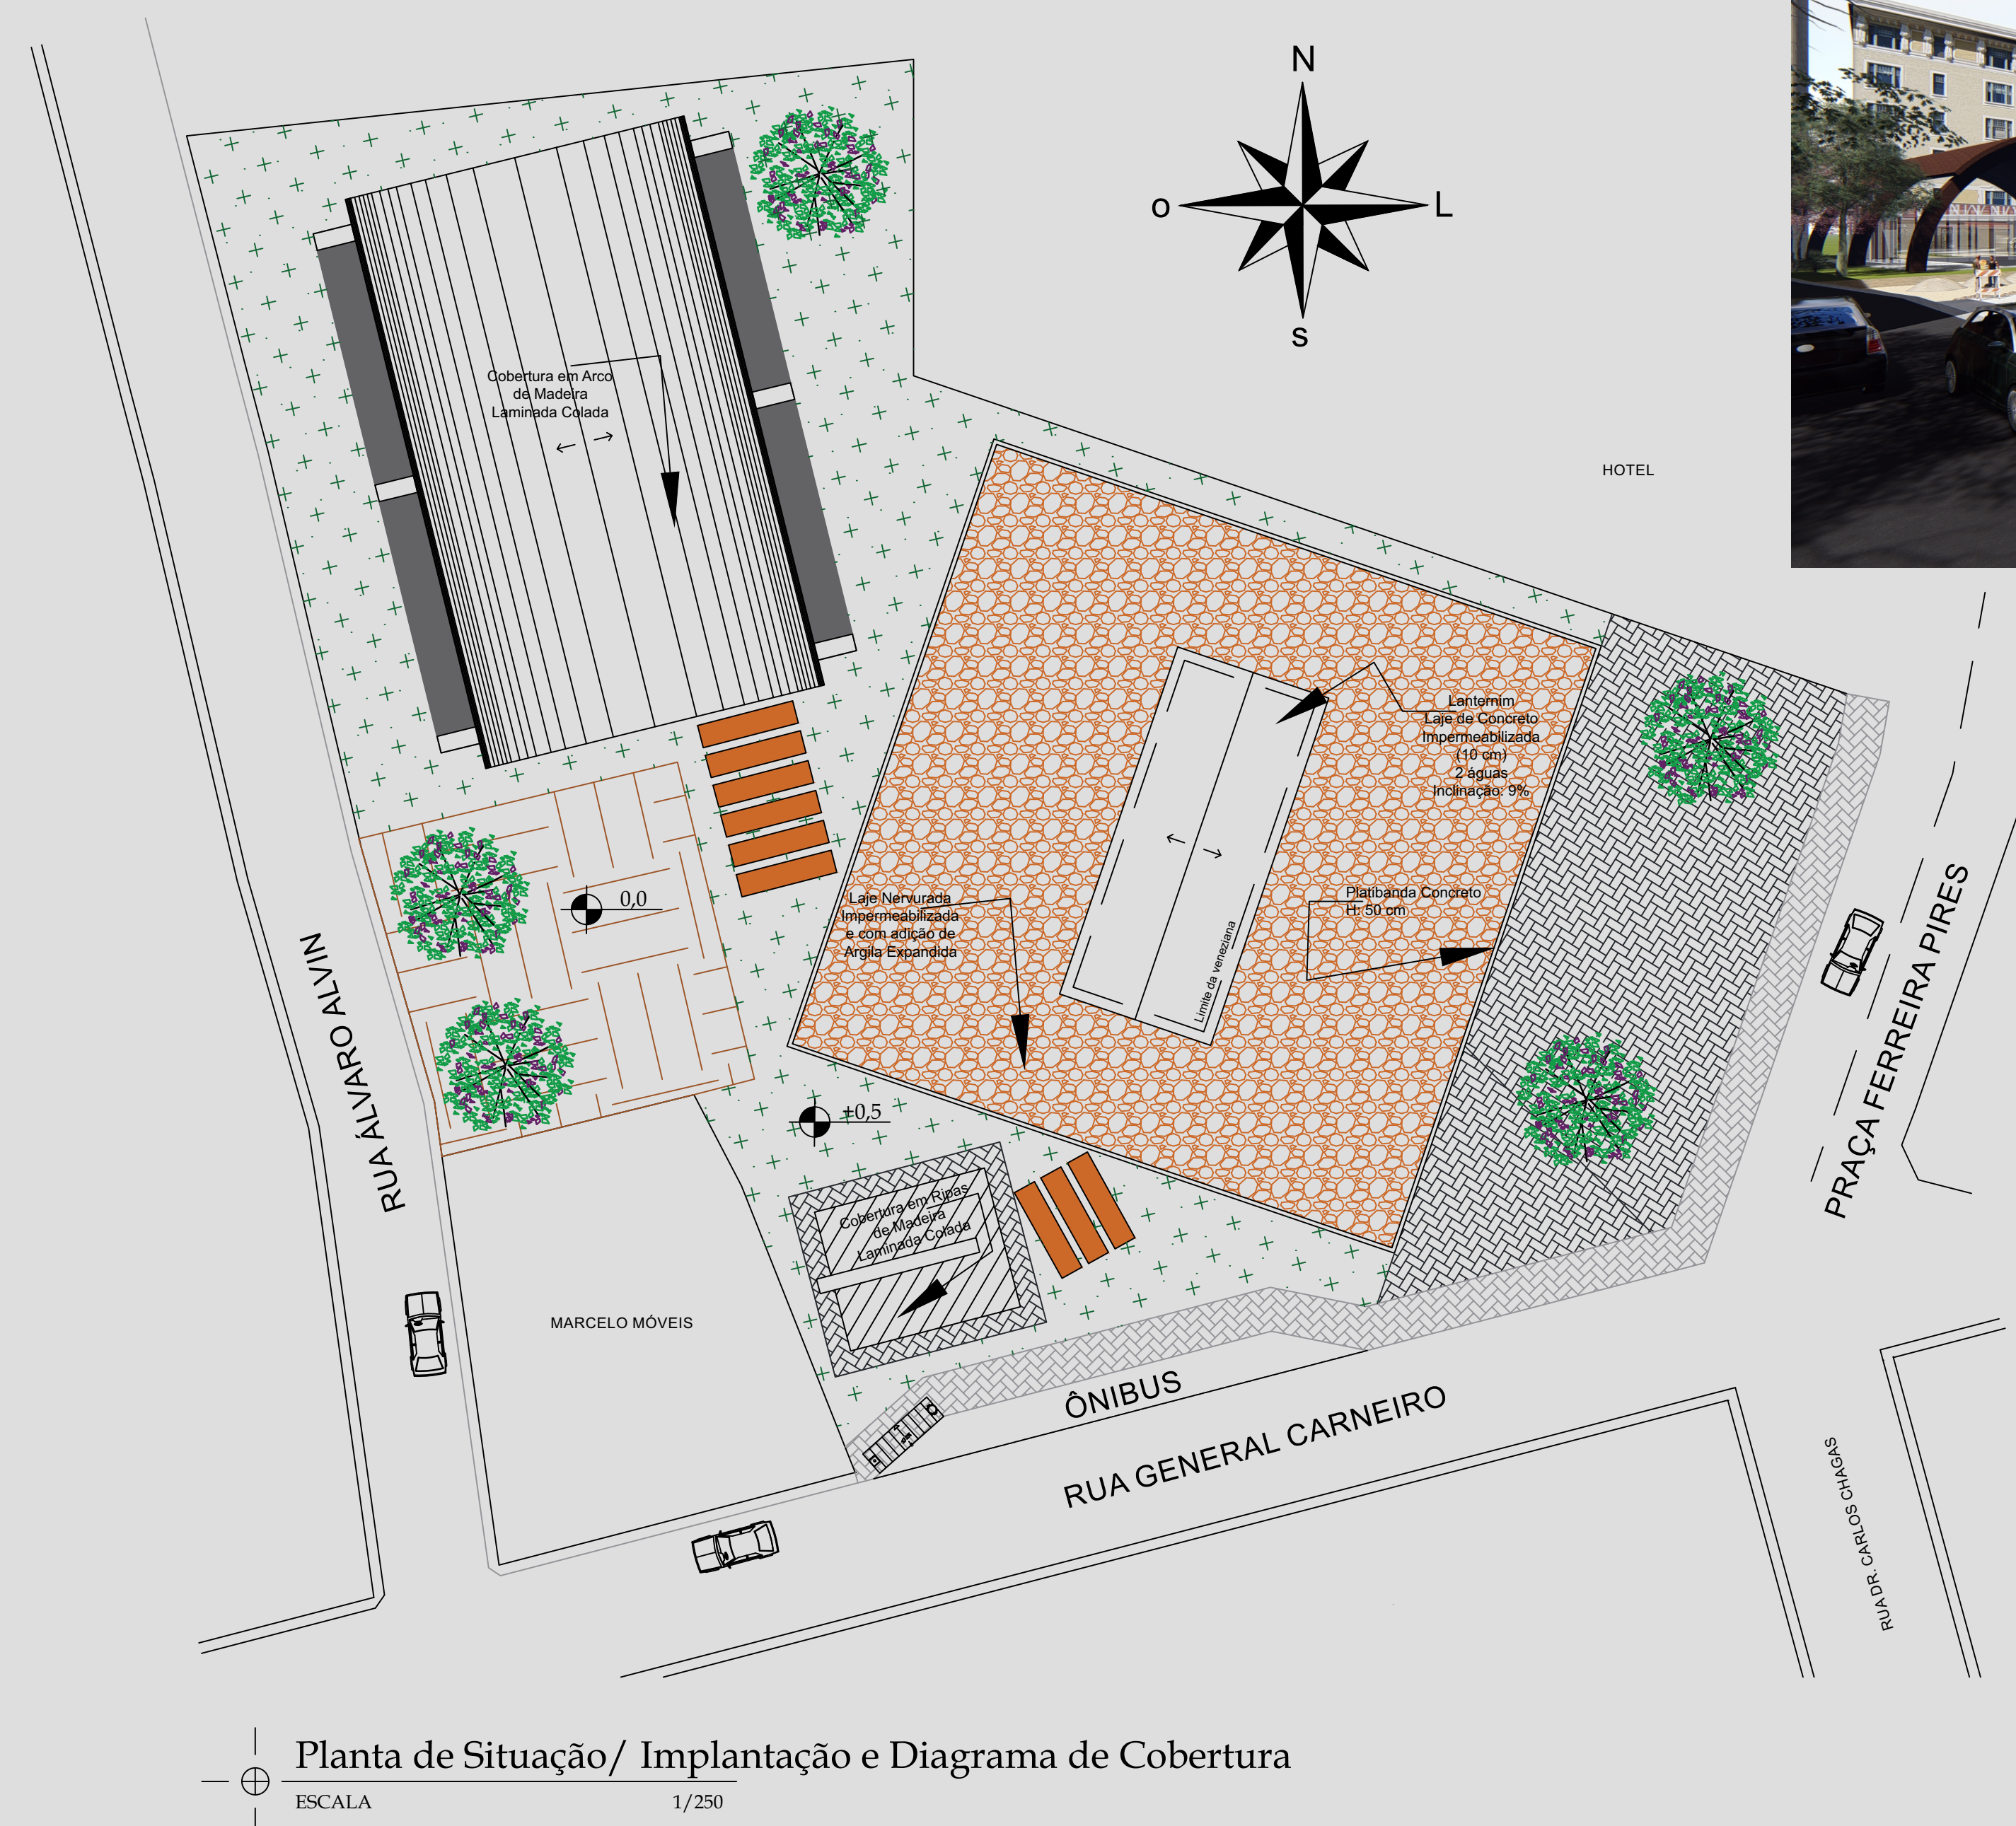 N
O
L
S
Cobertura em Arco
de Madeira
Laminada Colada
HOTEL
Lanternim
Laje de Concreto
Impermeabilizada
(10 cm)
2 águas
Inclinação: 9%
Laje Nervurada
Impermeabilizada
e com adição de
Argila Expandida
Platibanda Concreto
H: 50 cm
Limite da veneziana
0,0
+0,5
RUA ÁLVARO ALVIN
PRAÇA FERREIRA PIRES
Cobertura em Ripas
de Madeira
Laminada Colada
MARCELO MÓVEIS
ÔNIBUS
RUA GENERAL CARNEIRO
RUA DR. CARLOS CHAGAS
Planta de Situação/ Implantação e Diagrama de Cobertura
ESCALA 1/250